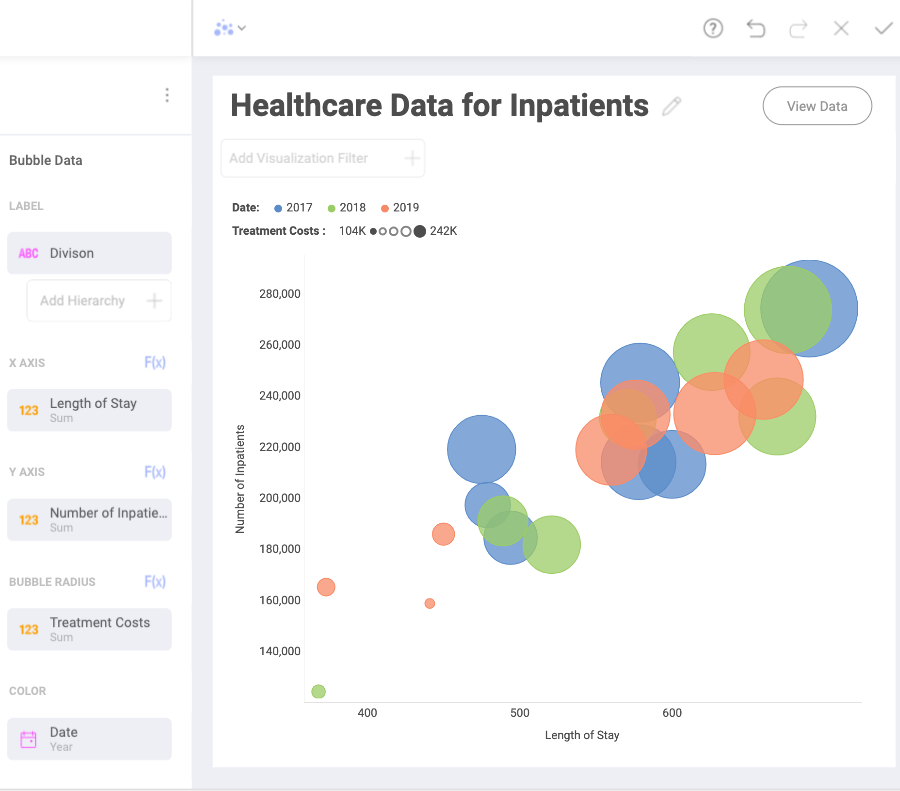 Healthcare Data for Inpatients
View Data
Add Visualization Filter
Bubble Data
LABEL
ABC Divison
Add Hierarchy
X AXIS F(x)
123 Length of Stay
Sum
Y AXIS F(x)
123 Number of Inpatie...
Sum
BUBBLE RADIUS F(x)
123 Treatment Costs
Sum
COLOR
Date
Year
Date: 2017 2018 2019
Treatment Costs : 104K 242K
Number of Inpatients
280,000
260,000
240,000
220,000
200,000
180,000
160,000
140,000
400 500 600
Length of Stay